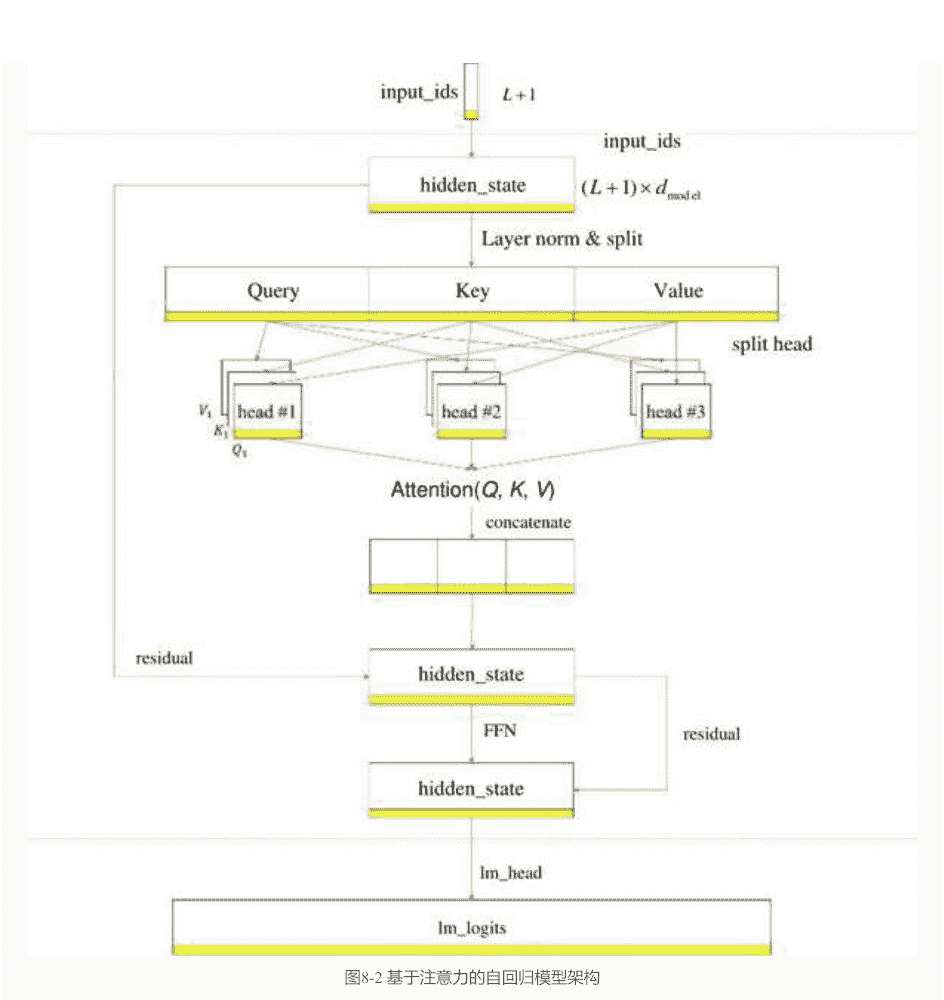 input_ids L+1
input_ids
hidden_state (L+1)×d_model
Layer norm & split
Query Key Value
split head
V₁ K₁ Q₁
head #1 head #2 head #3
Attention(Q, K, V)
concatenate
residual
hidden_state
FFN
residual
hidden_state
lm_head
lm_logits
图8-2 基于注意力的自回归模型架构